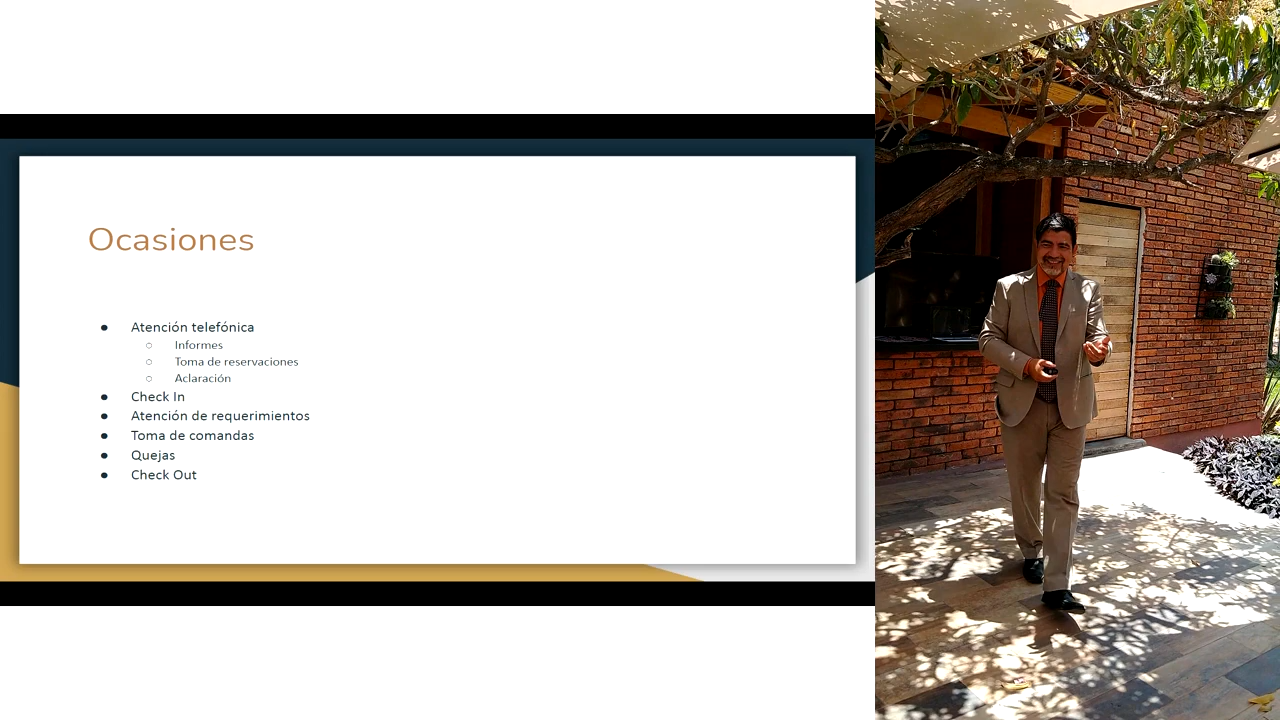 Ocasiones
● Atención telefónica
○ Informes
○ Toma de reservaciones
○ Aclaración
● Check In
● Atención de requerimientos
● Toma de comandas
● Quejas
● Check Out